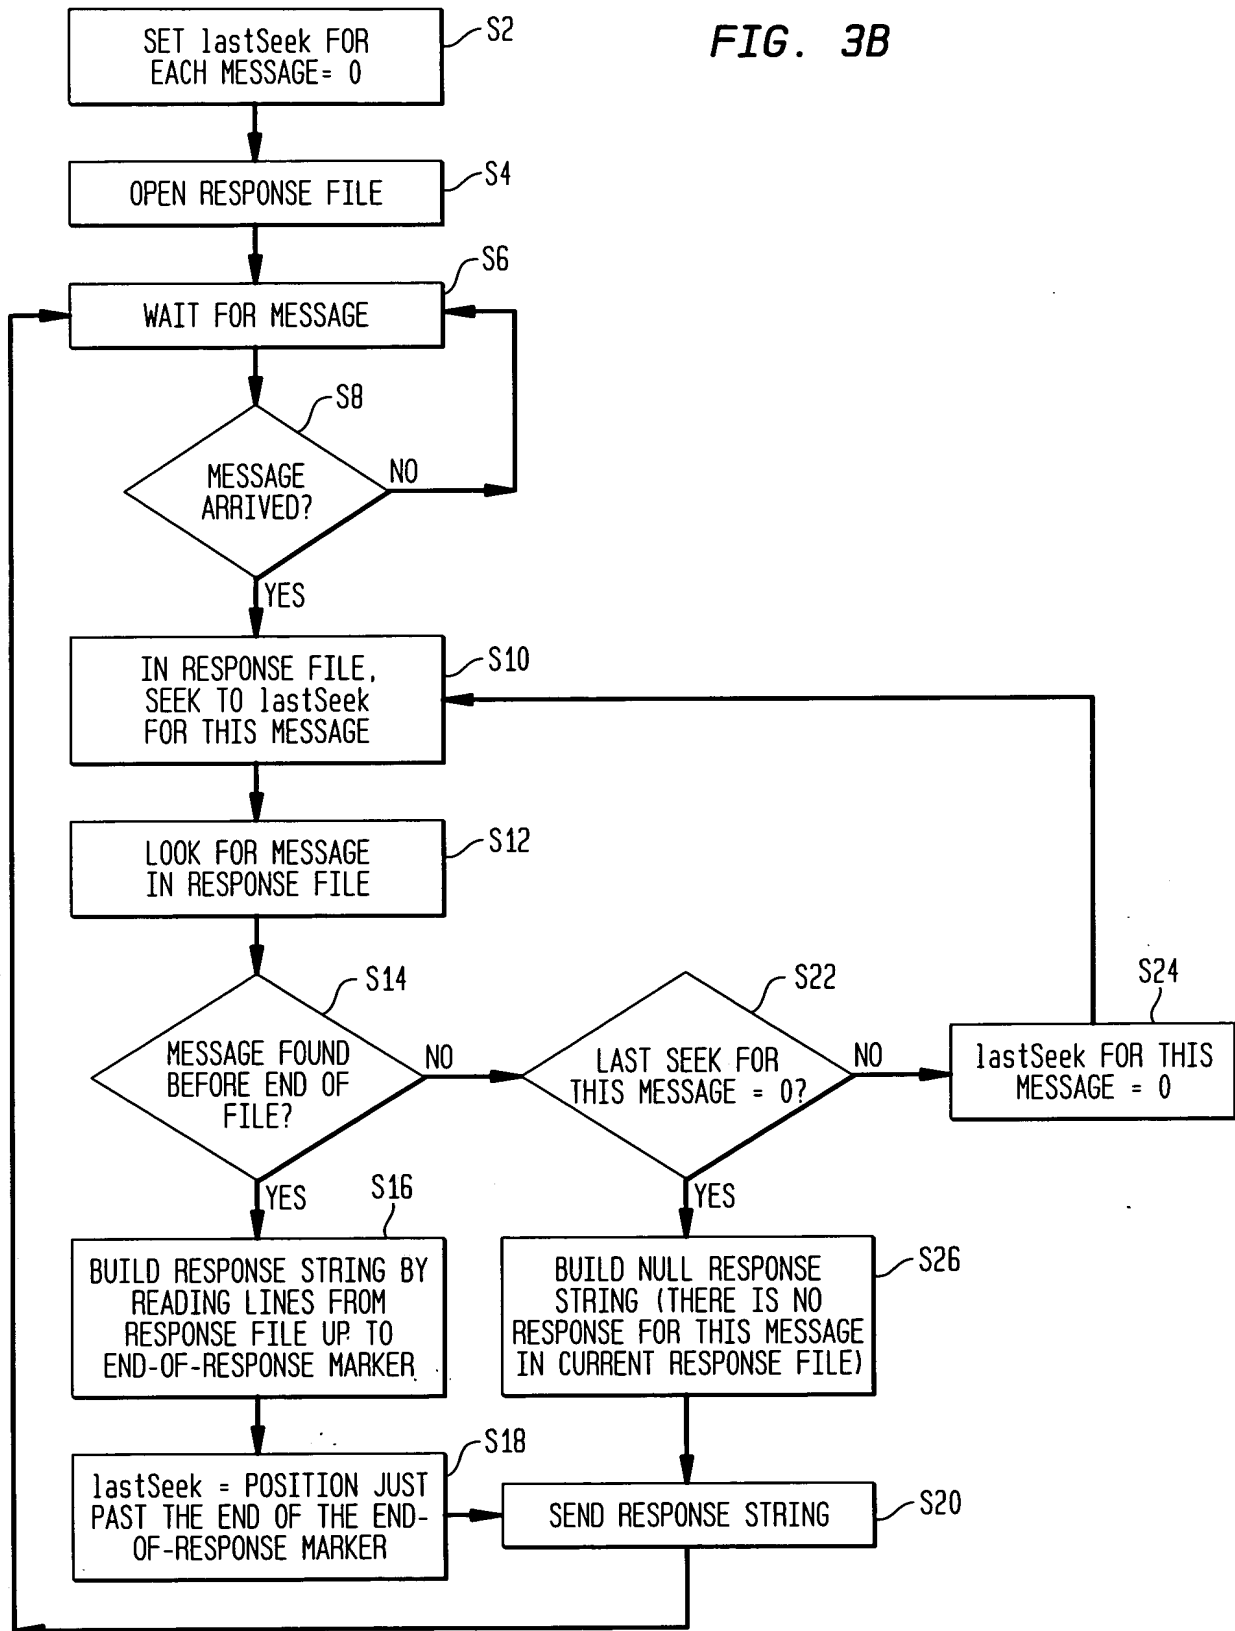 FIG. 3B
SET lastSeek FOR
EACH MESSAGE= 0
S2
OPEN RESPONSE FILE
S4
WAIT FOR MESSAGE
S6
MESSAGE
ARRIVED?
S8
NO
YES
IN RESPONSE FILE,
SEEK TO lastSeek
FOR THIS MESSAGE
S10
LOOK FOR MESSAGE
IN RESPONSE FILE
S12
MESSAGE FOUND
BEFORE END OF
FILE?
S14
NO
YES
LAST SEEK FOR
THIS MESSAGE = 0?
S22
NO
YES
lastSeek FOR THIS
MESSAGE = 0
S24
BUILD RESPONSE STRING BY
READING LINES FROM
RESPONSE FILE UP TO
END-OF-RESPONSE MARKER
S16
BUILD NULL RESPONSE
STRING (THERE IS NO
RESPONSE FOR THIS MESSAGE
IN CURRENT RESPONSE FILE)
S26
lastSeek = POSITION JUST
PAST THE END OF THE END-
OF-RESPONSE MARKER
S18
SEND RESPONSE STRING
S20